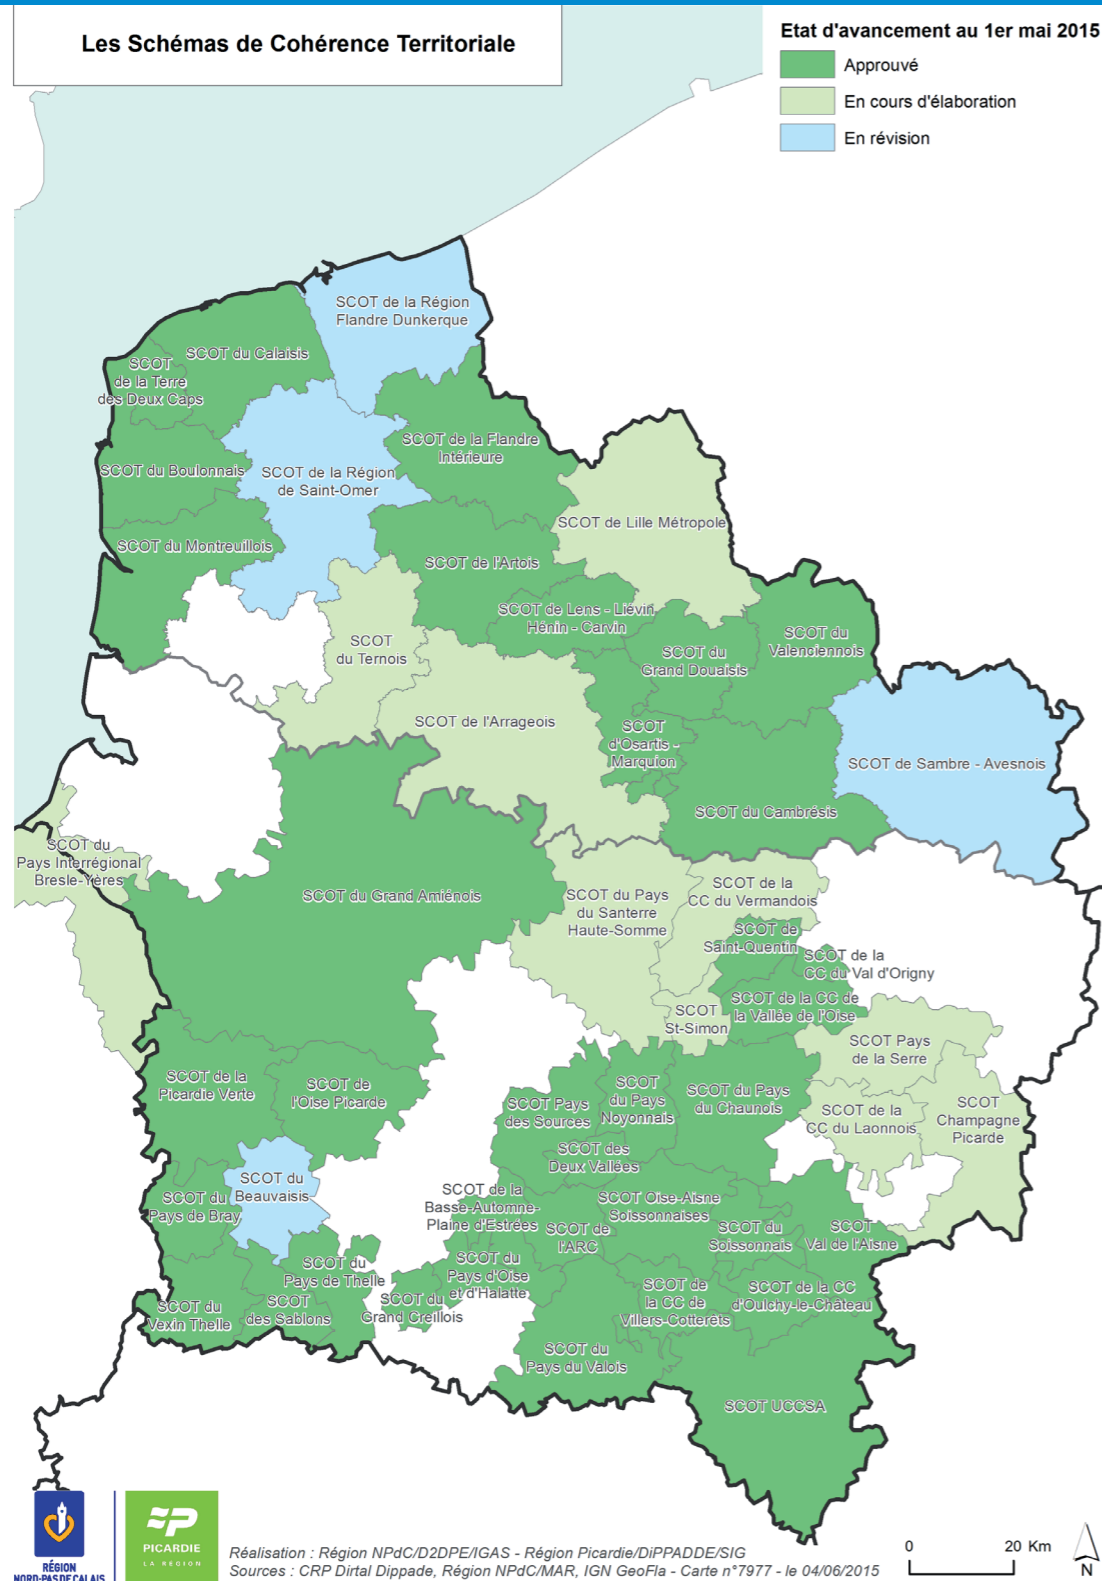 Les Schémas de Cohérence Territoriale
Etat d'avancement au 1er mai 2015
Approuvé
En cours d'élaboration
En révision
SCOT de la Région
Flandre Dunkerque
SCOT du Calaisis
SCOT
de la Terre
des Deux Caps
SCOT de la Flandre
Intérieure
SCOT du Boulonnais
SCOT de la Région
de Saint-Omer
SCOT de Lille Métropole
SCOT du Montreuillois
SCOT de l'Artois
SCOT de Lens - Liévin
Hénin - Carvin
SCOT
du Ternois
SCOT du
Grand Douaisis
SCOT du
Valenciennois
SCOT de l'Arrageois
SCOT
d'Osartis -
Marquion
SCOT de Sambre - Avesnois
SCOT du Cambrésis
SCOT du
Pays Interrégional
Bresle-Yères
SCOT du Grand Amiénois
SCOT du Pays
du Santerre
Haute-Somme
SCOT de la
CC du Vermandois
SCOT de
Saint-Quentin
SCOT de la
CC du Val d'Origny
SCOT de la CC de
la Vallée de l'Oise
SCOT
St-Simon
SCOT Pays
de la Serre
SCOT de la
Picardie Verte
SCOT de
l'Oise Picarde
SCOT Pays
des Sources
SCOT
du Pays
Noyonnais
SCOT du Pays
du Chaunois
SCOT de la
CC du Laonnois
SCOT
Champagne
Picarde
SCOT des
Deux Vallées
SCOT du
Beauvaisis
SCOT du
Pays de Bray
SCOT de la
Basse-Automne-
Plaine d'Estrées
SCOT Oise-Aisne
Soissonnaises
SCOT de
l'ARC
SCOT du
Soissonnais
SCOT
Val de l'Aisne
SCOT du
Pays de Thelle
SCOT du
Pays d'Oise
et d'Halatte
SCOT du
Vexin Thelle
SCOT
des Sablons
SCOT du
Grand Creillois
SCOT de
la CC de
Villers-Cotterêts
SCOT de la CC
d'Oulchy-le-Château
SCOT du
Pays du Valois
SCOT UCCSA
RÉGION
NORD-PAS DE CALAIS
PICARDIE
LA REGION
Réalisation : Région NPdC/D2DPE/IGAS - Région Picardie/DiPPADDE/SIG
Sources : CRP Dirtal Dippade, Région NPdC/MAR, IGN GeoFla - Carte n°7977 - le 04/06/2015
0 20 Km
N